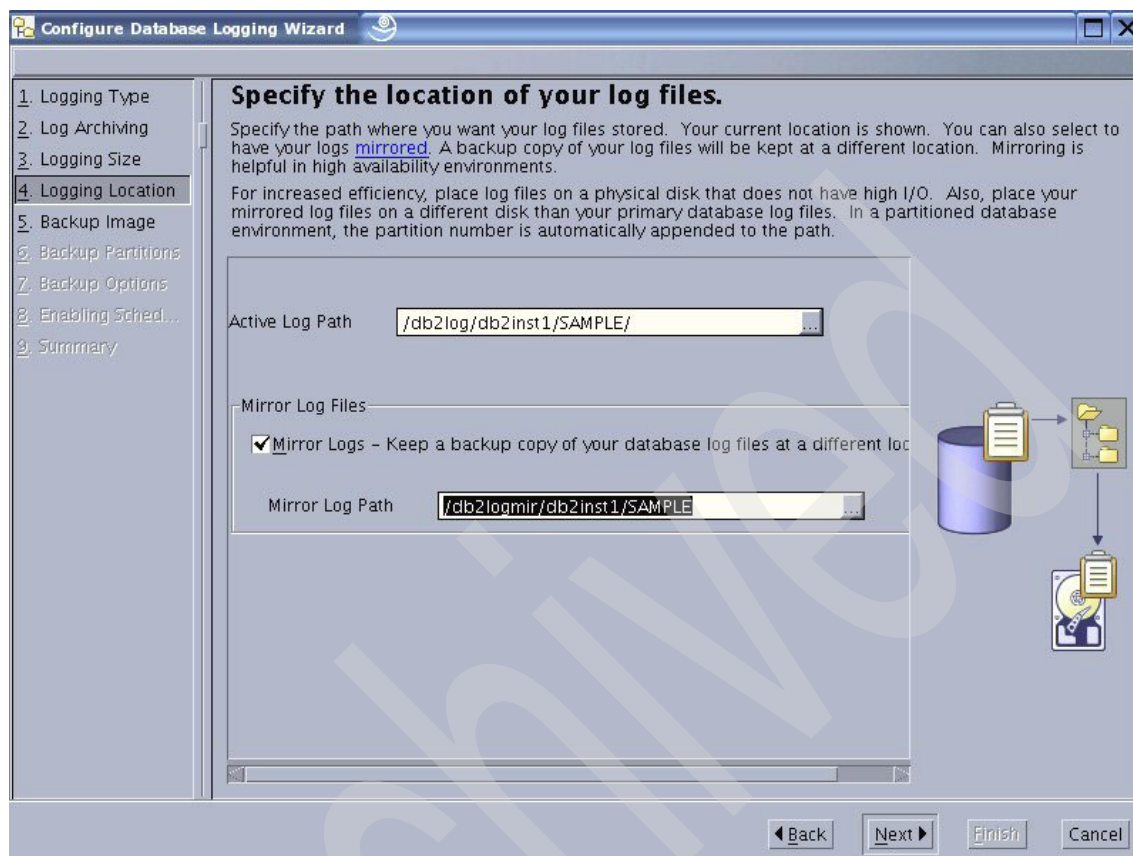 Configure Database Logging Wizard
1. Logging Type
2. Log Archiving
3. Logging Size
4. Logging Location
5. Backup Image
6. Backup Partitions
7. Backup Options
8. Enabling Sched...
9. Summary
Specify the location of your log files.
Specify the path where you want your log files stored. Your current location is shown. You can also select to
have your logs mirrored. A backup copy of your log files will be kept at a different location. Mirroring is
helpful in high availability environments.
For increased efficiency, place log files on a physical disk that does not have high I/O. Also, place your
mirrored log files on a different disk than your primary database log files. In a partitioned database
environment, the partition number is automatically appended to the path.
Active Log Path /db2log/db2inst1/SAMPLE/ ...
Mirror Log Files
Mirror Logs – Keep a backup copy of your database log files at a different loc
Mirror Log Path /db2logmir/db2inst1/SAMPLE ...
Back Next Finish Cancel